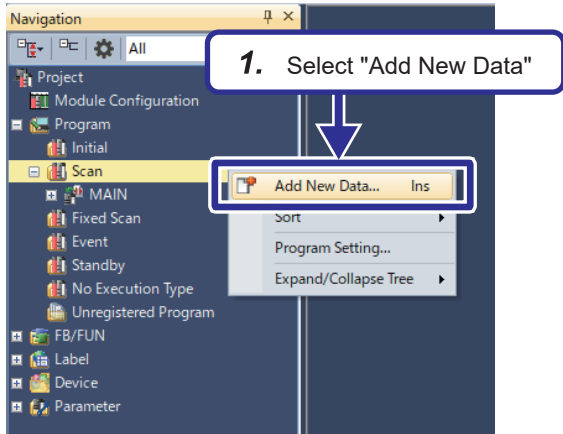 Navigation
All
1. Select "Add New Data"
Project
Module Configuration
Program
Initial
Scan
MAIN
Fixed Scan
Event
Standby
No Execution Type
Unregistered Program
FB/FUN
Label
Device
Parameter
Add New Data... Ins
Sort
Program Setting...
Expand/Collapse Tree